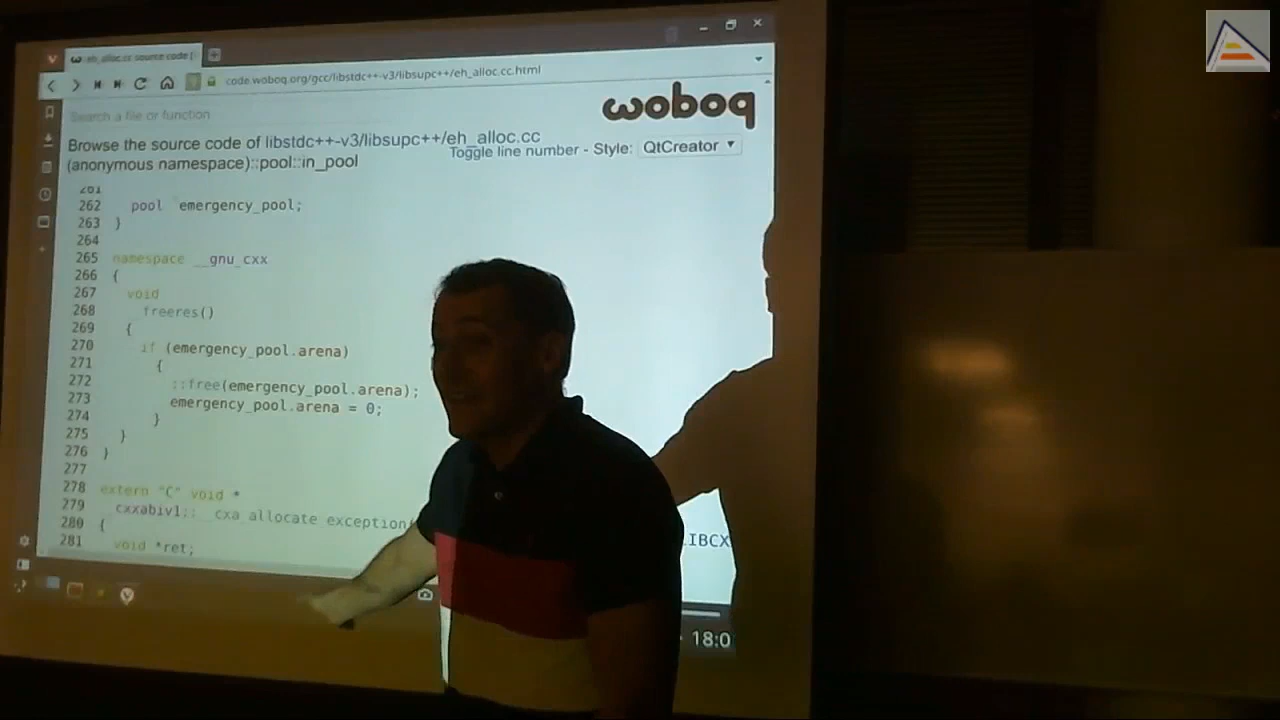 eh_alloc.cc source code [
code.woboq.org/gcc/libstdc++-v3/libsupc++/eh_alloc.cc.html
Search a file or function
woboq
Browse the source code of libstdc++-v3/libsupc++/eh_alloc.cc
Toggle line number - Style: QtCreator
(anonymous namespace)::pool::in_pool
261
262 pool emergency_pool;
263 }
264
265 namespace __gnu_cxx
266 {
267 void
268 __freeres()
269 {
270 if (emergency_pool.arena)
271 {
272 ::free(emergency_pool.arena);
273 emergency_pool.arena = 0;
274 }
275 }
276 }
277
278 extern "C" void *
279 __cxxabiv1::__cxa_allocate_exception(
280 {
281 void *ret;
LIBCX
18:0